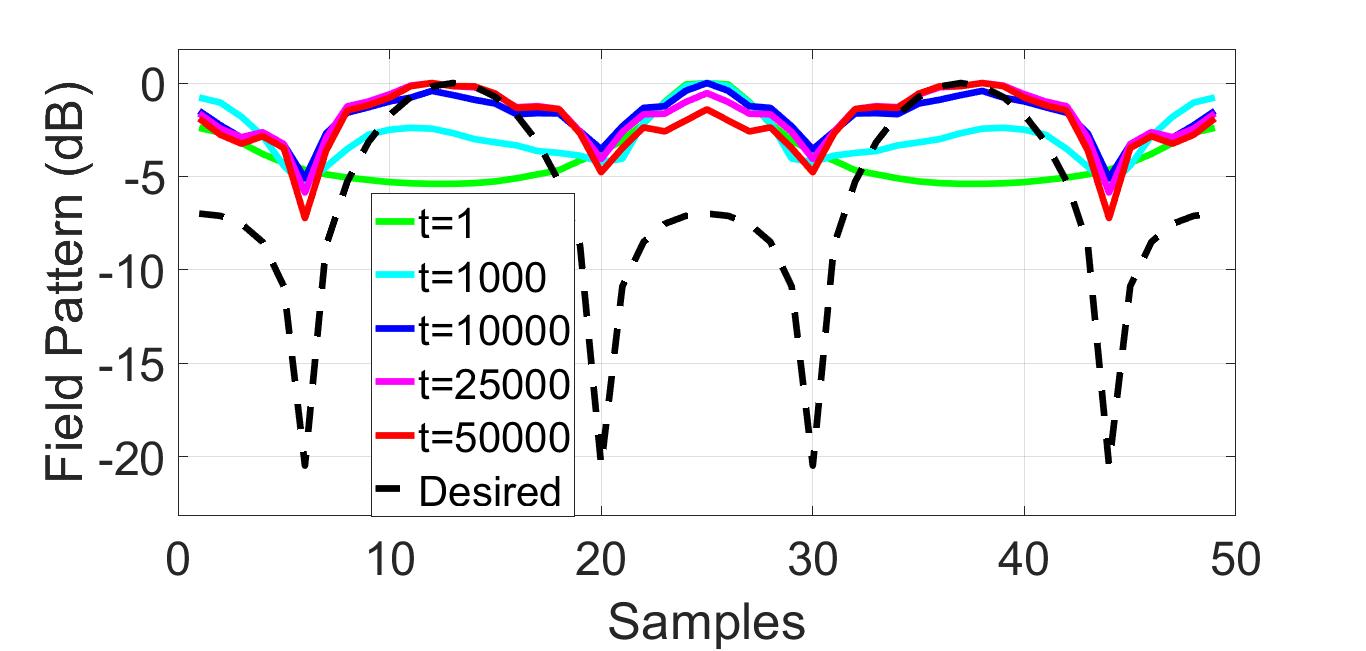 Field Pattern (dB)
0
-5
-10
-15
-20
t=1
t=1000
t=10000
t=25000
t=50000
Desired
0 10 20 30 40 50
Samples